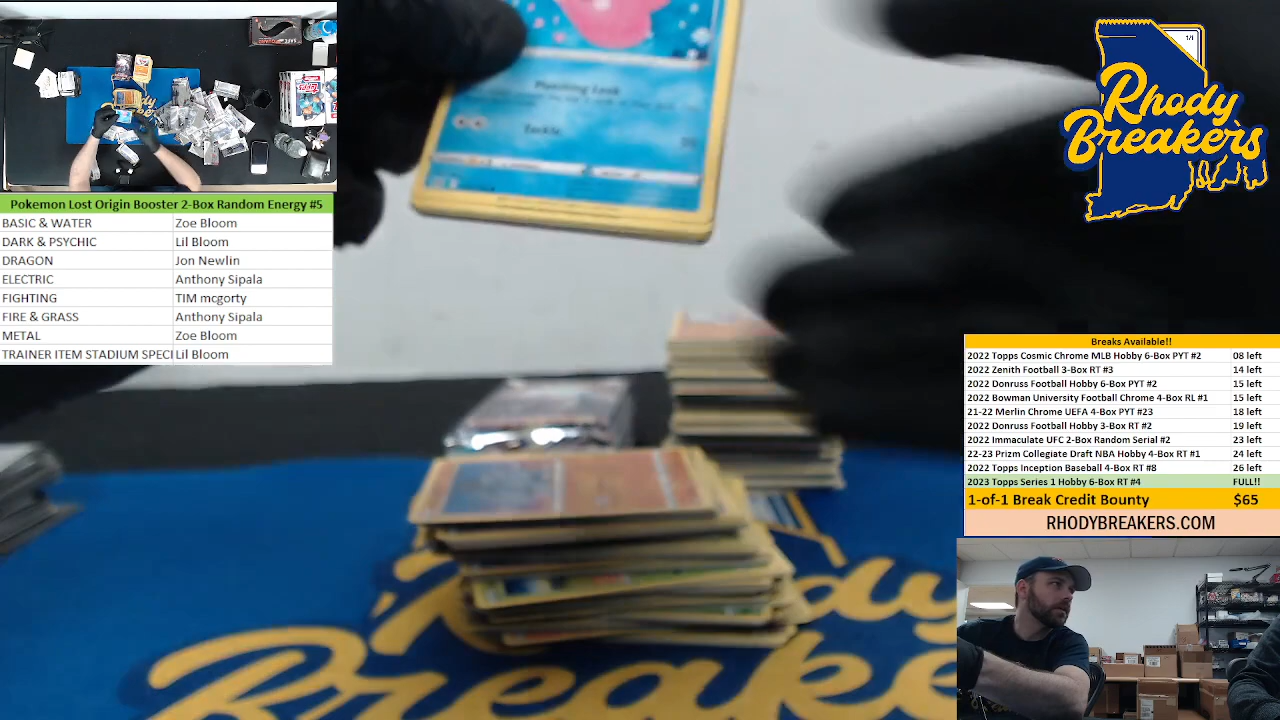 1/1
Rhody
Breakers
Tackle
Pokemon Lost Origin Booster 2-Box Random Energy #5
BASIC & WATER Zoe Bloom
DARK & PSYCHIC Lil Bloom
DRAGON Jon Newlin
ELECTRIC Anthony Sipala
FIGHTING TIM mcgorty
FIRE & GRASS Anthony Sipala
METAL Zoe Bloom
TRAINER ITEM STADIUM SPECI Lil Bloom
Breaks Available!!
2022 Topps Cosmic Chrome MLB Hobby 6-Box PYT #2 08 left
2022 Zenith Football 3-Box RT #3 14 left
2022 Donruss Football Hobby 6-Box PYT #2 15 left
2022 Bowman University Football Chrome 4-Box RL #1 15 left
21-22 Merlin Chrome UEFA 4-Box PYT #23 18 left
2022 Donruss Football Hobby 3-Box RT #2 19 left
2022 Immaculate UFC 2-Box Random Serial #2 23 left
22-23 Prizm Collegiate Draft NBA Hobby 4-Box RT #1 24 left
2022 Topps Inception Baseball 4-Box RT #8 26 left
2023 Topps Series 1 Hobby 6-Box RT #4 FULL!!
1-of-1 Break Credit Bounty $65
RHODYBREAKERS.COM
Breake